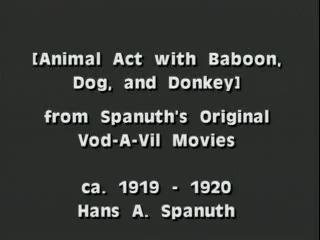 [Animal Act with Baboon,
Dog, and Donkey]
from Spanuth's Original
Vod-A-Vil Movies
ca. 1919 - 1920
Hans A. Spanuth